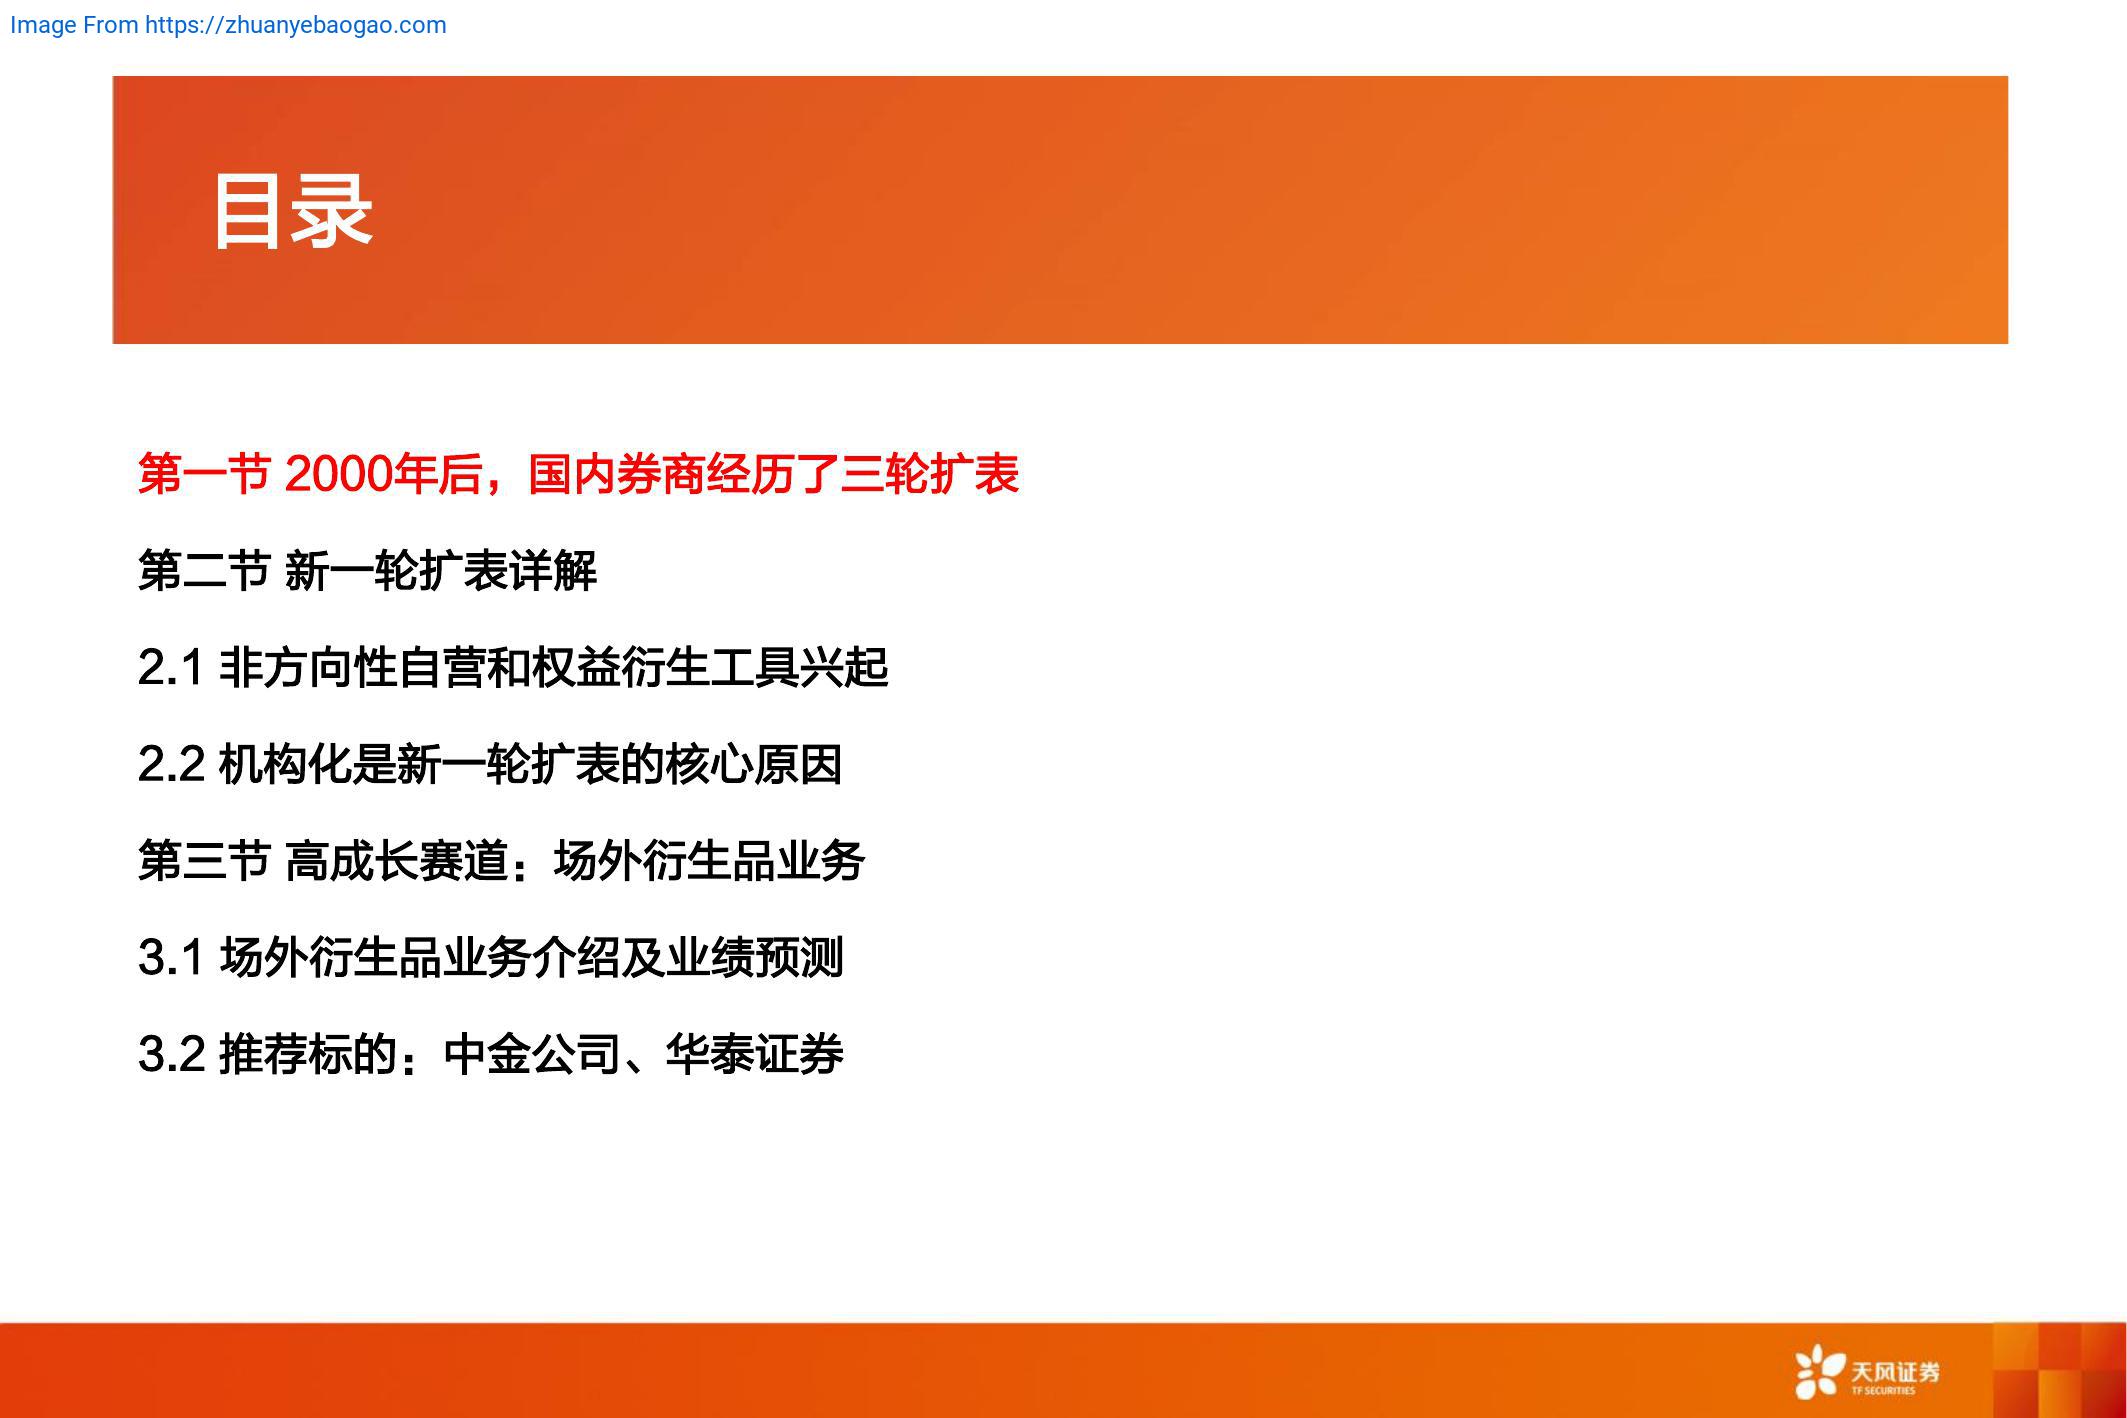 Image From https://zhuanyebaogao.com
目录
第一节 2000年后，国内券商经历了三轮扩表
第二节 新一轮扩表详解
2.1 非方向性自营和权益衍生工具兴起
2.2 机构化是新一轮扩表的核心原因
第三节 高成长赛道：场外衍生品业务
3.1 场外衍生品业务介绍及业绩预测
3.2 推荐标的：中金公司、华泰证券
天风证券
TF SECURITIES